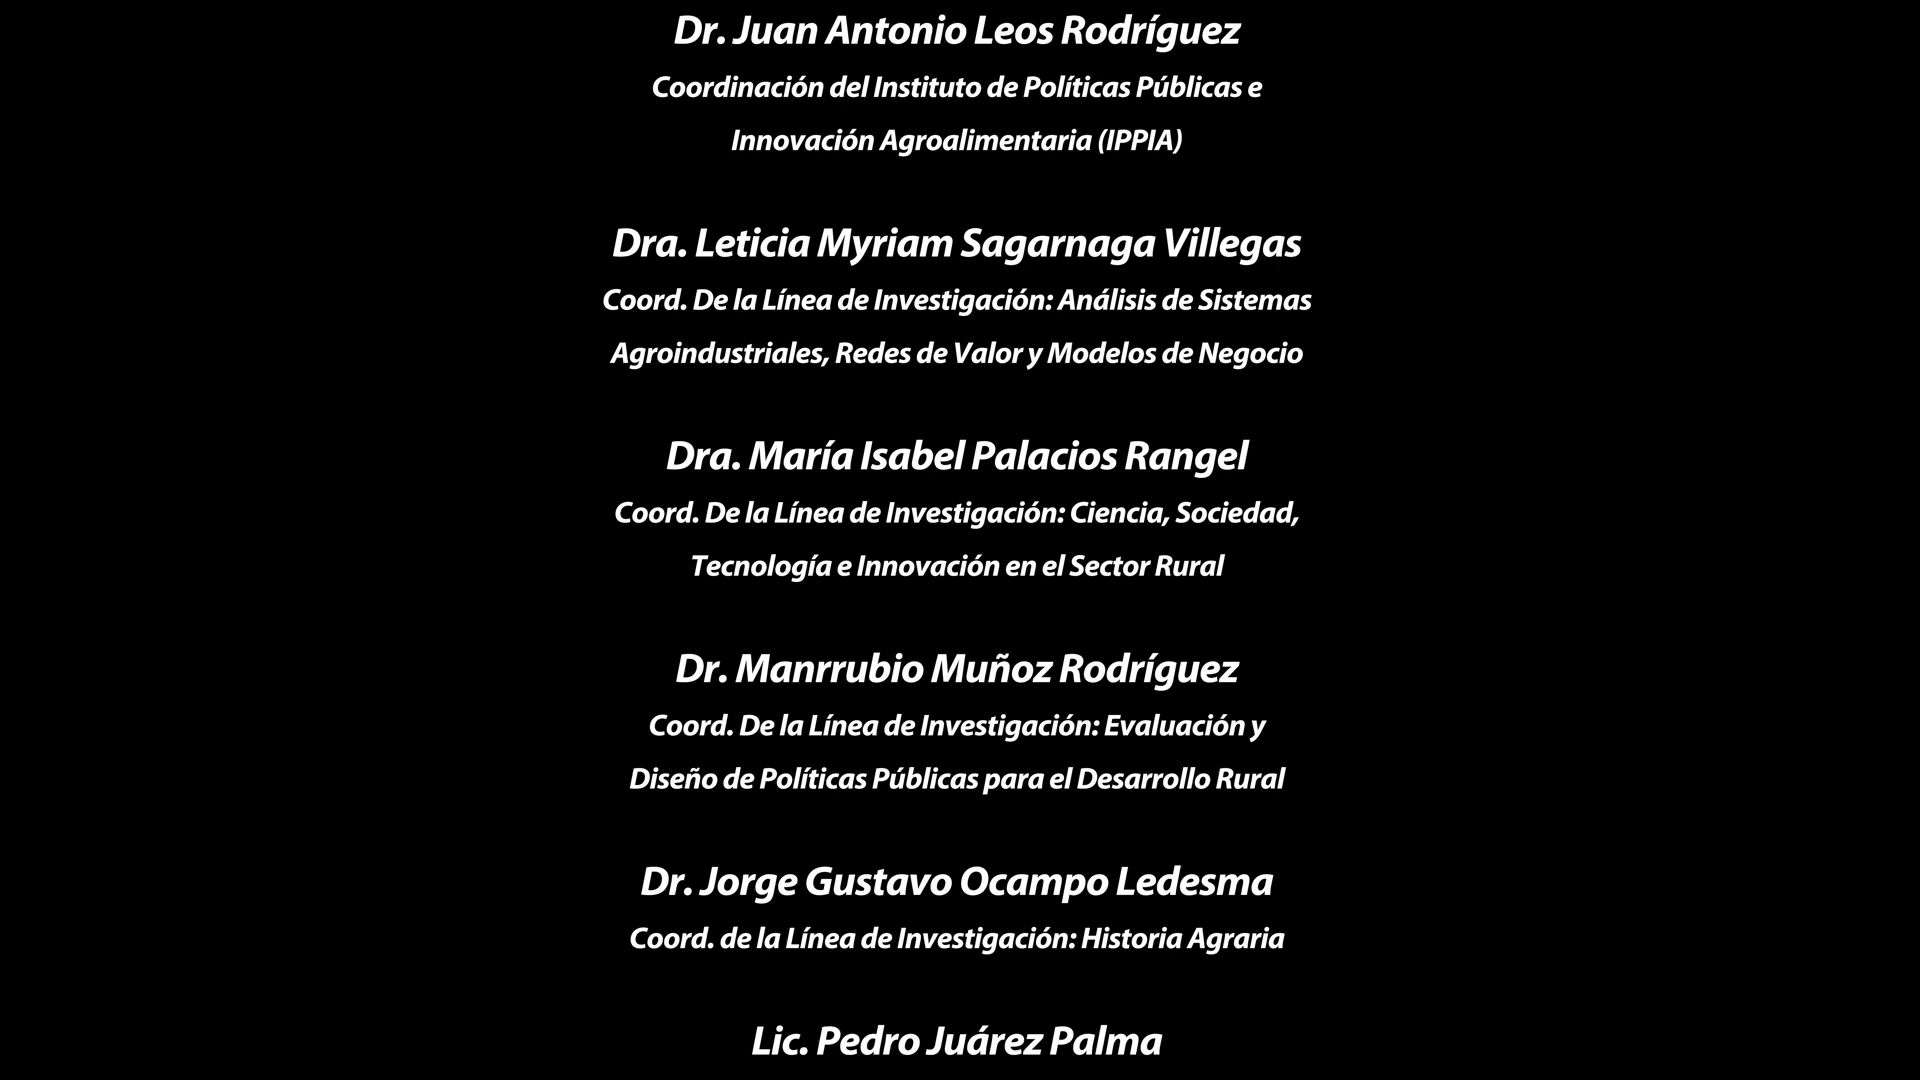 Dr. Juan Antonio Leos Rodríguez
Coordinación del Instituto de Políticas Públicas e
Innovación Agroalimentaria (IPPIA)
Dra. Leticia Myriam Sagarnaga Villegas
Coord. De la Línea de Investigación: Análisis de Sistemas
Agroindustriales, Redes de Valor y Modelos de Negocio
Dra. María Isabel Palacios Rangel
Coord. De la Línea de Investigación: Ciencia, Sociedad,
Tecnología e Innovación en el Sector Rural
Dr. Manrrubio Muñoz Rodríguez
Coord. De la Línea de Investigación: Evaluación y
Diseño de Políticas Públicas para el Desarrollo Rural
Dr. Jorge Gustavo Ocampo Ledesma
Coord. de la Línea de Investigación: Historia Agraria
Lic. Pedro Juárez Palma